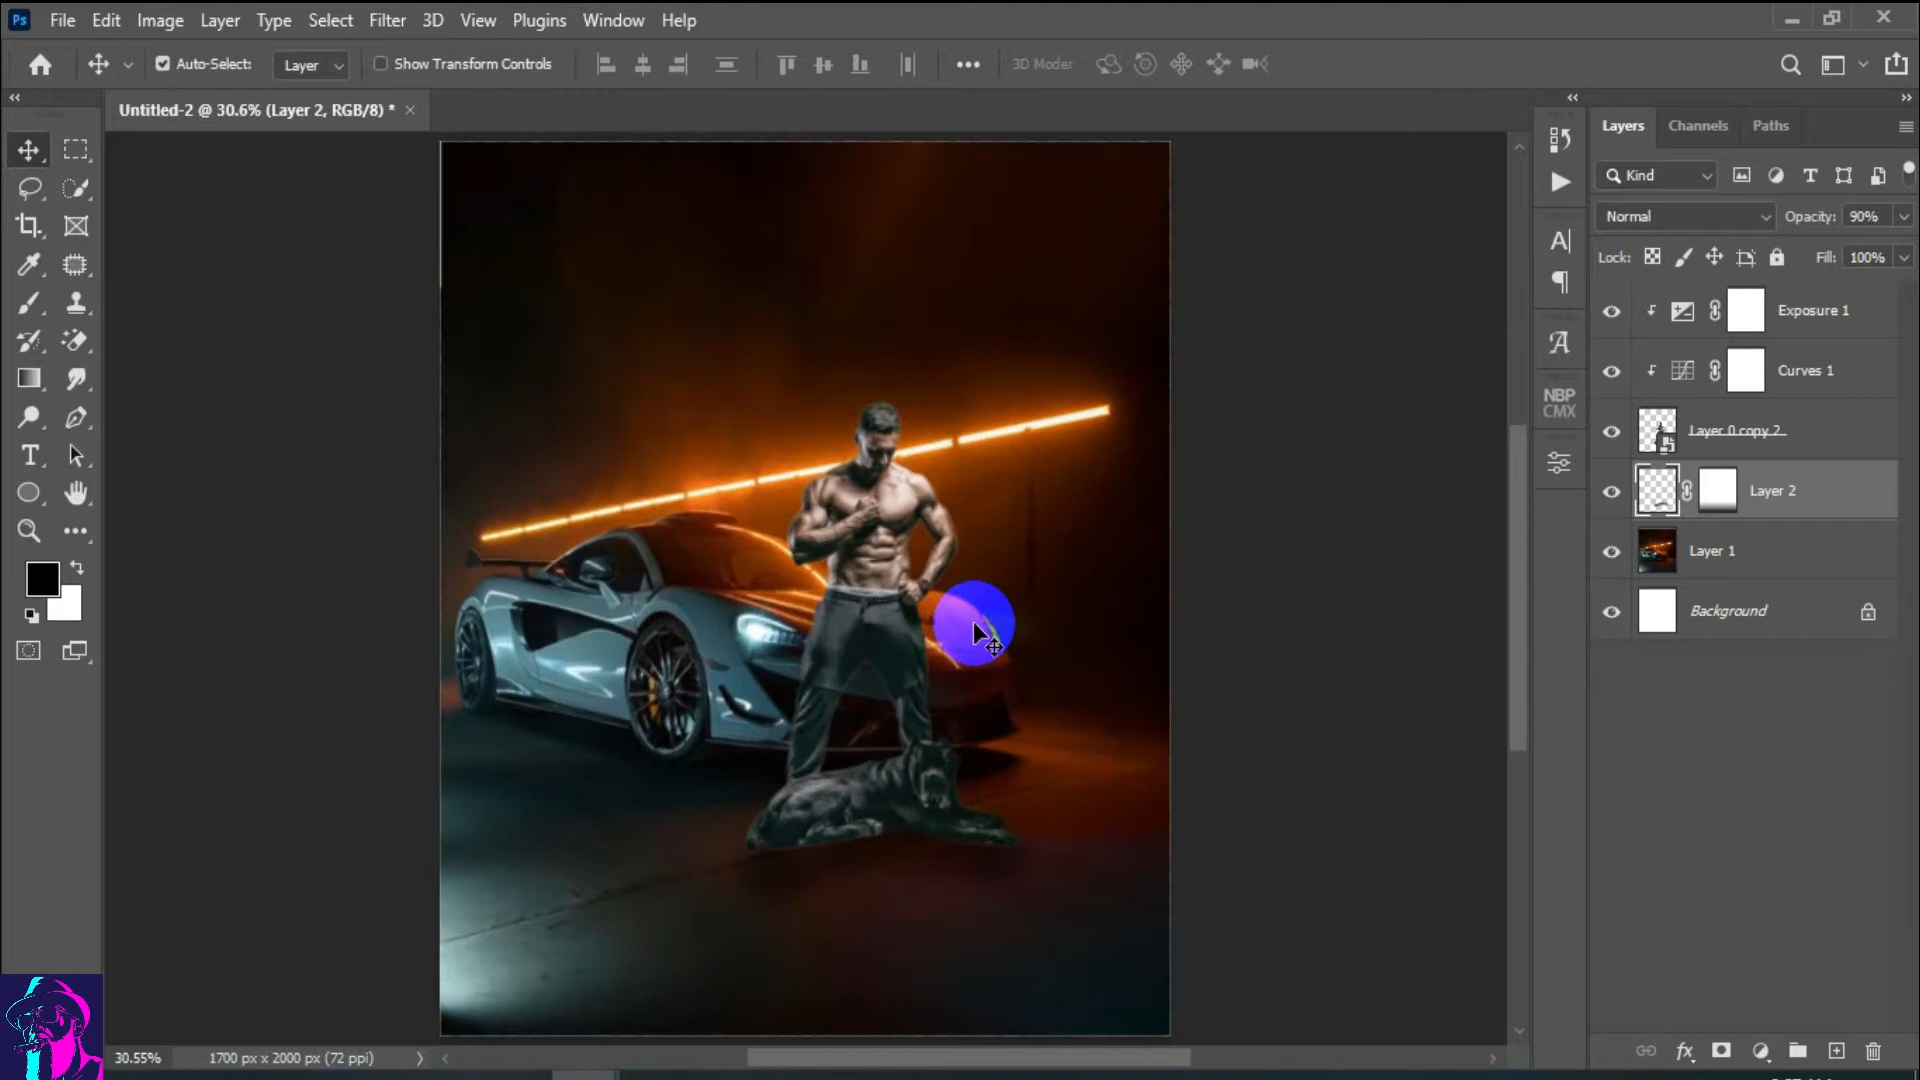 Ps File Edit Image Layer Type Select Filter 3D View Plugins Window Help
Auto-Select: Layer Show Transform Controls 3D Mode:
Untitled-2 @ 30.6% (Layer 2, RGB/8) *
Layers Channels Paths
Kind
Normal Opacity: 90%
Lock: Fill: 100%
Exposure 1
Curves 1
Layer 0 copy 2
Layer 2
Layer 1
Background
NBP
CMX
30.55% 1700 px x 2000 px (72 ppi)